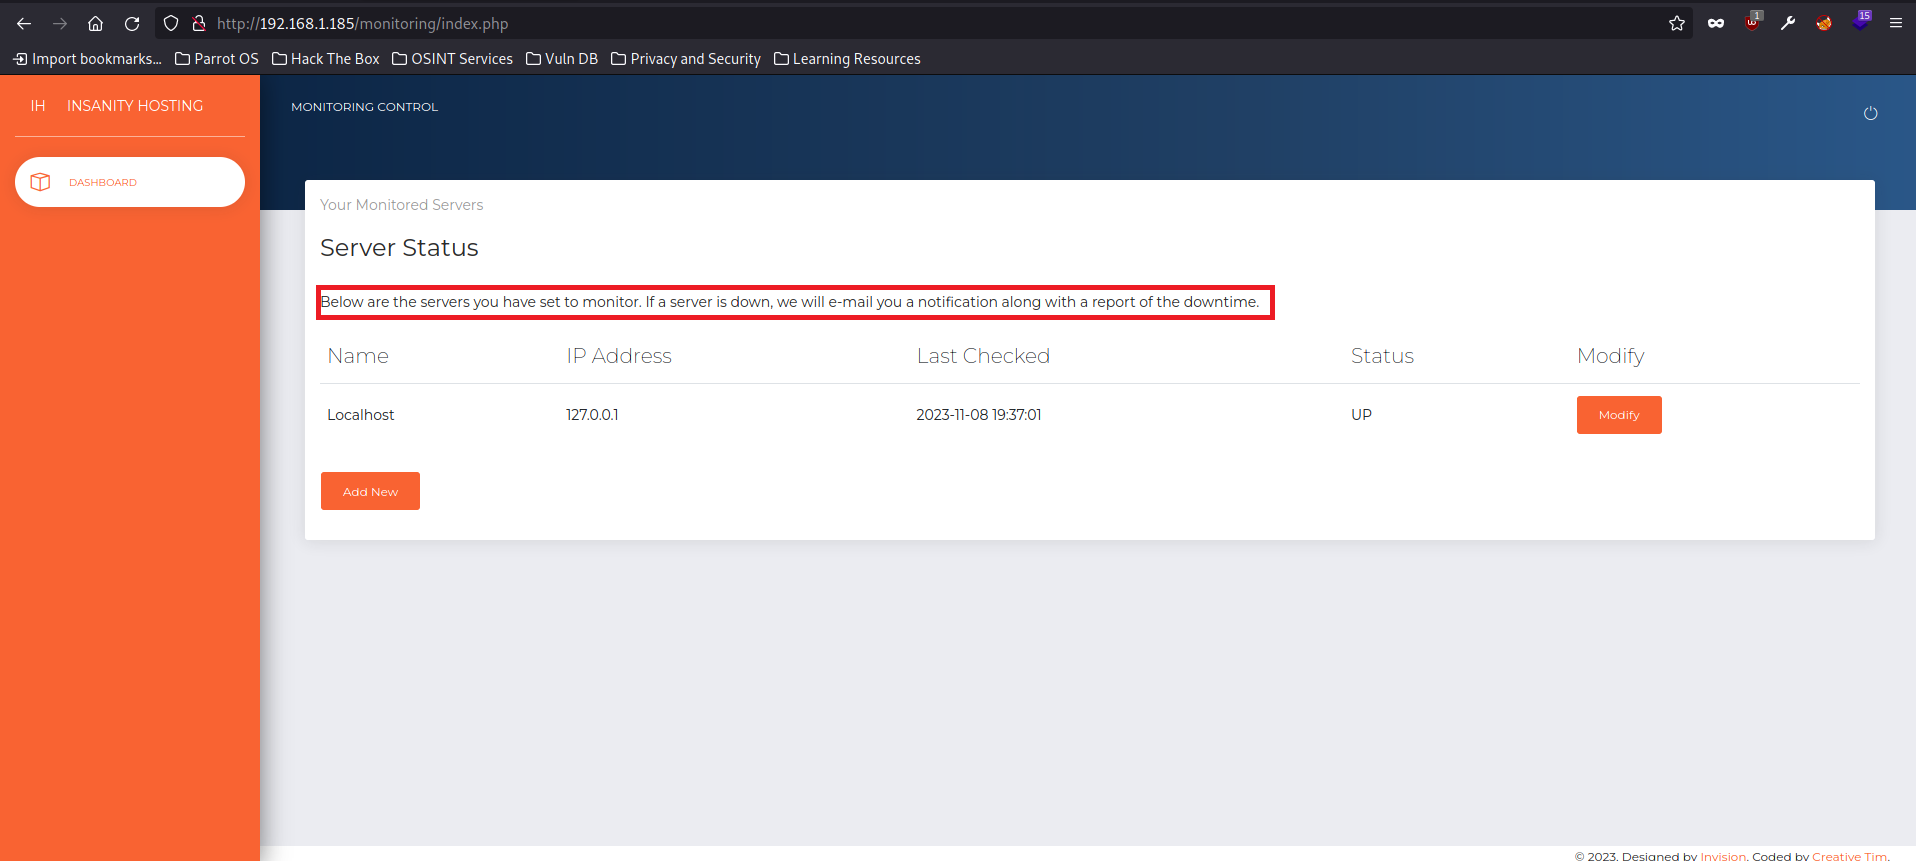 http://192.168.1.185/monitoring/index.php
1
15
Import bookmarks... Parrot OS Hack The Box OSINT Services Vuln DB Privacy and Security Learning Resources
IH INSANITY HOSTING
DASHBOARD
MONITORING CONTROL
Your Monitored Servers
Server Status
Below are the servers you have set to monitor. If a server is down, we will e-mail you a notification along with a report of the downtime.
Name IP Address Last Checked Status Modify
Localhost 127.0.0.1 2023-11-08 19:37:01 UP Modify
Add New
© 2023, Designed by Invision. Coded by Creative Tim.